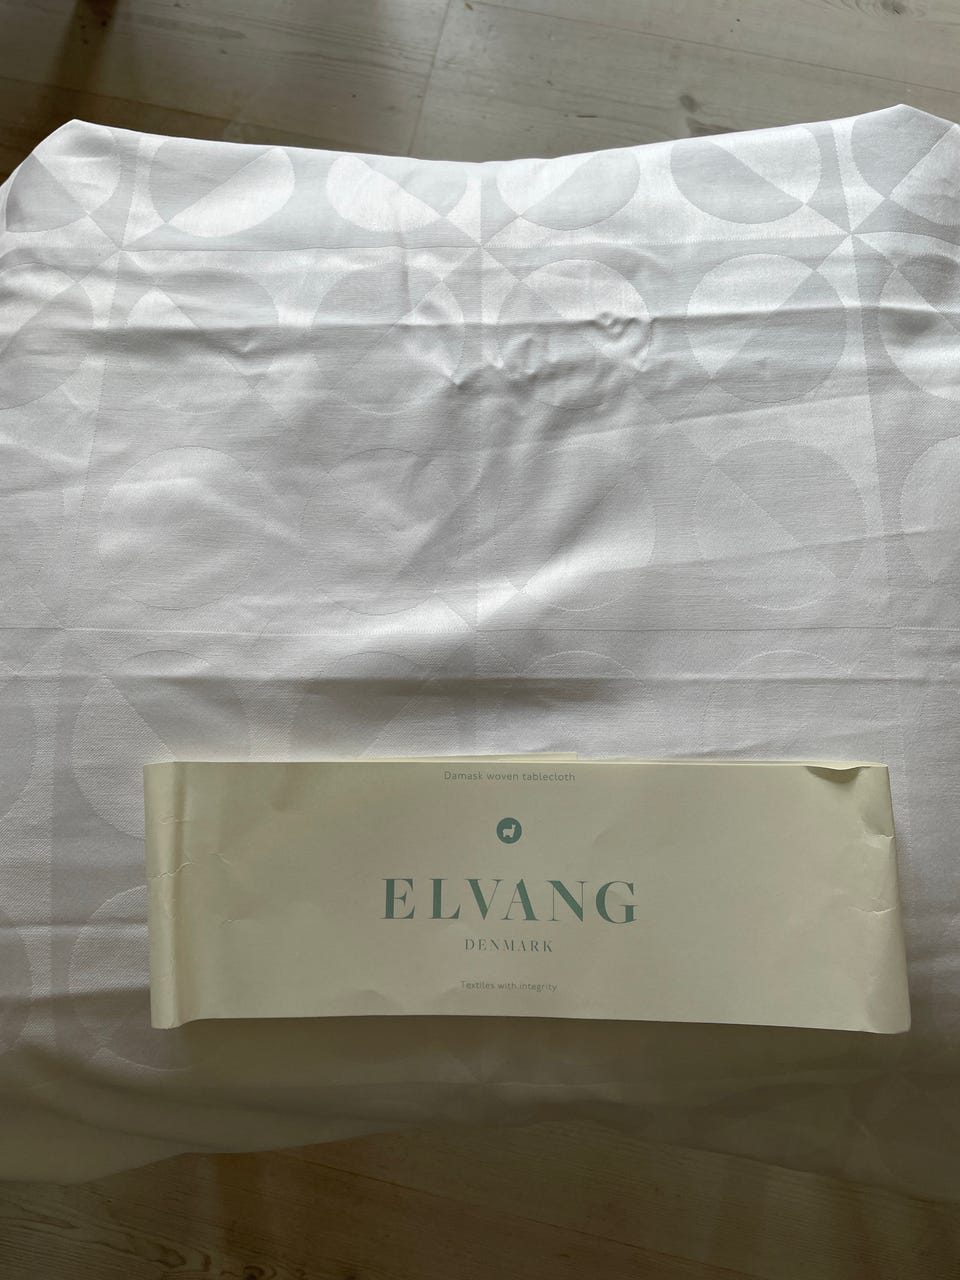 Damask woven tablecloth
ELVANG
DENMARK
Textiles with integrity